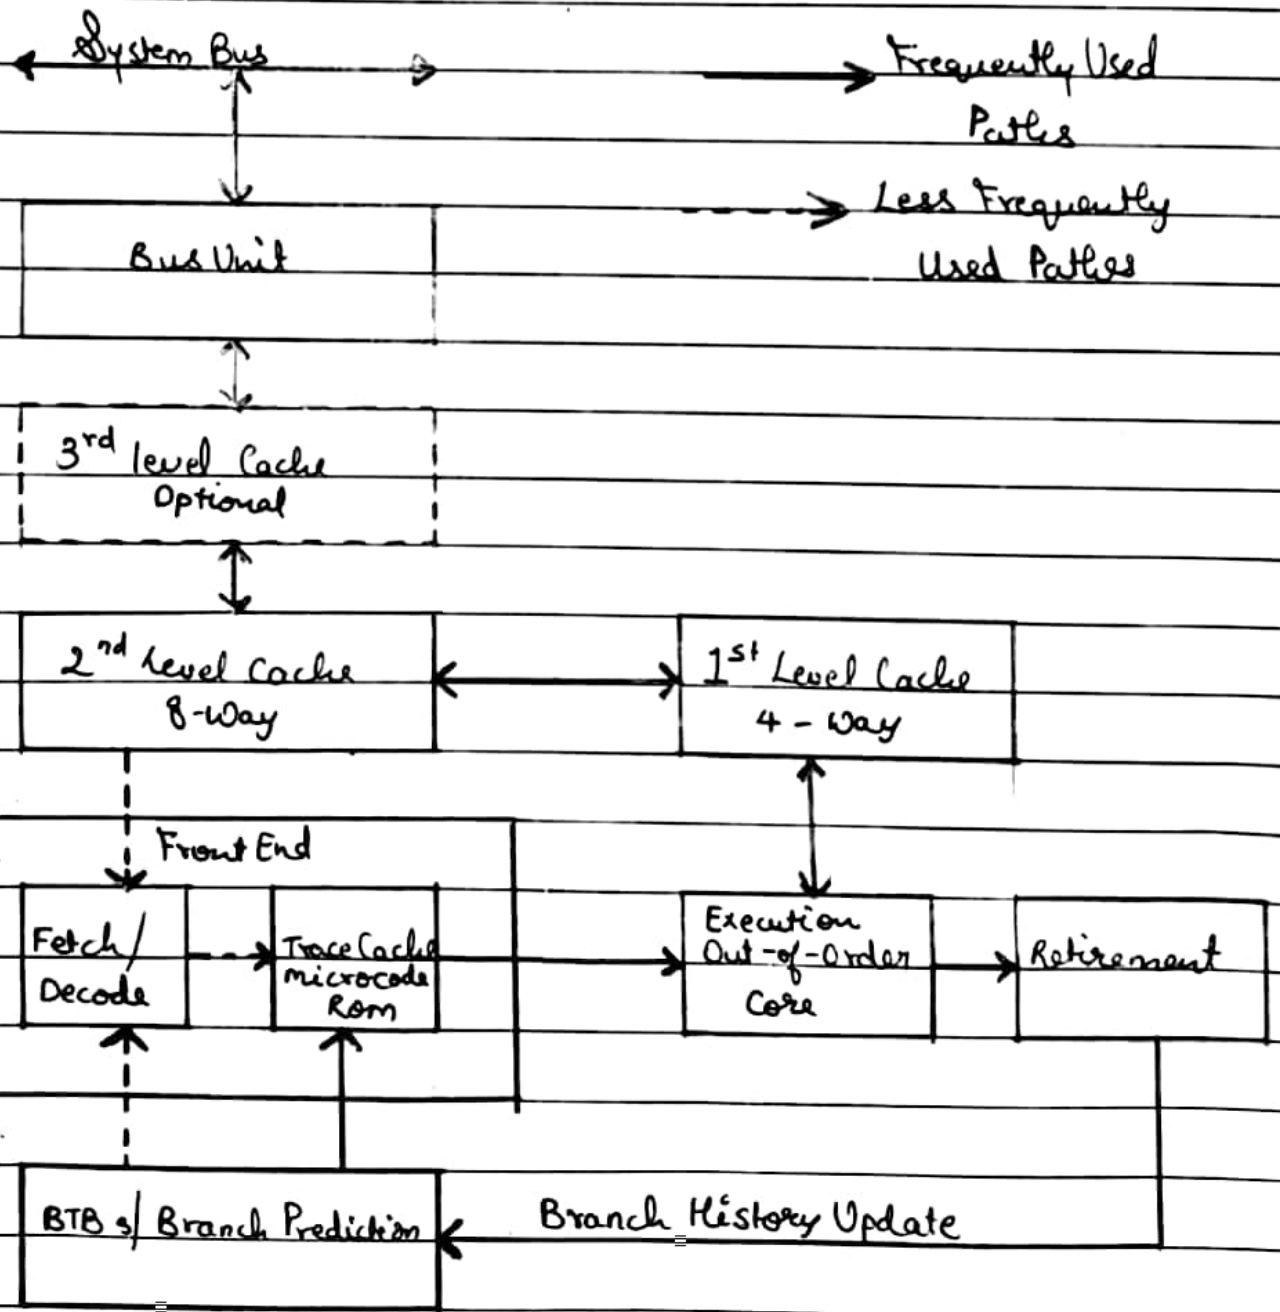 System Bus
Frequently Used
Paths
Less Frequently
Used Pathes
Bus Unit
3rd level Cache
Optional
2nd Level Cache
8-Way
1st Level Cache
4 - Way
Front End
Fetch/
Decode
Trace Cache
microcode
Rom
Execution
Out-of-Order
Core
Retirement
BTB s/ Branch Prediction
Branch History Update